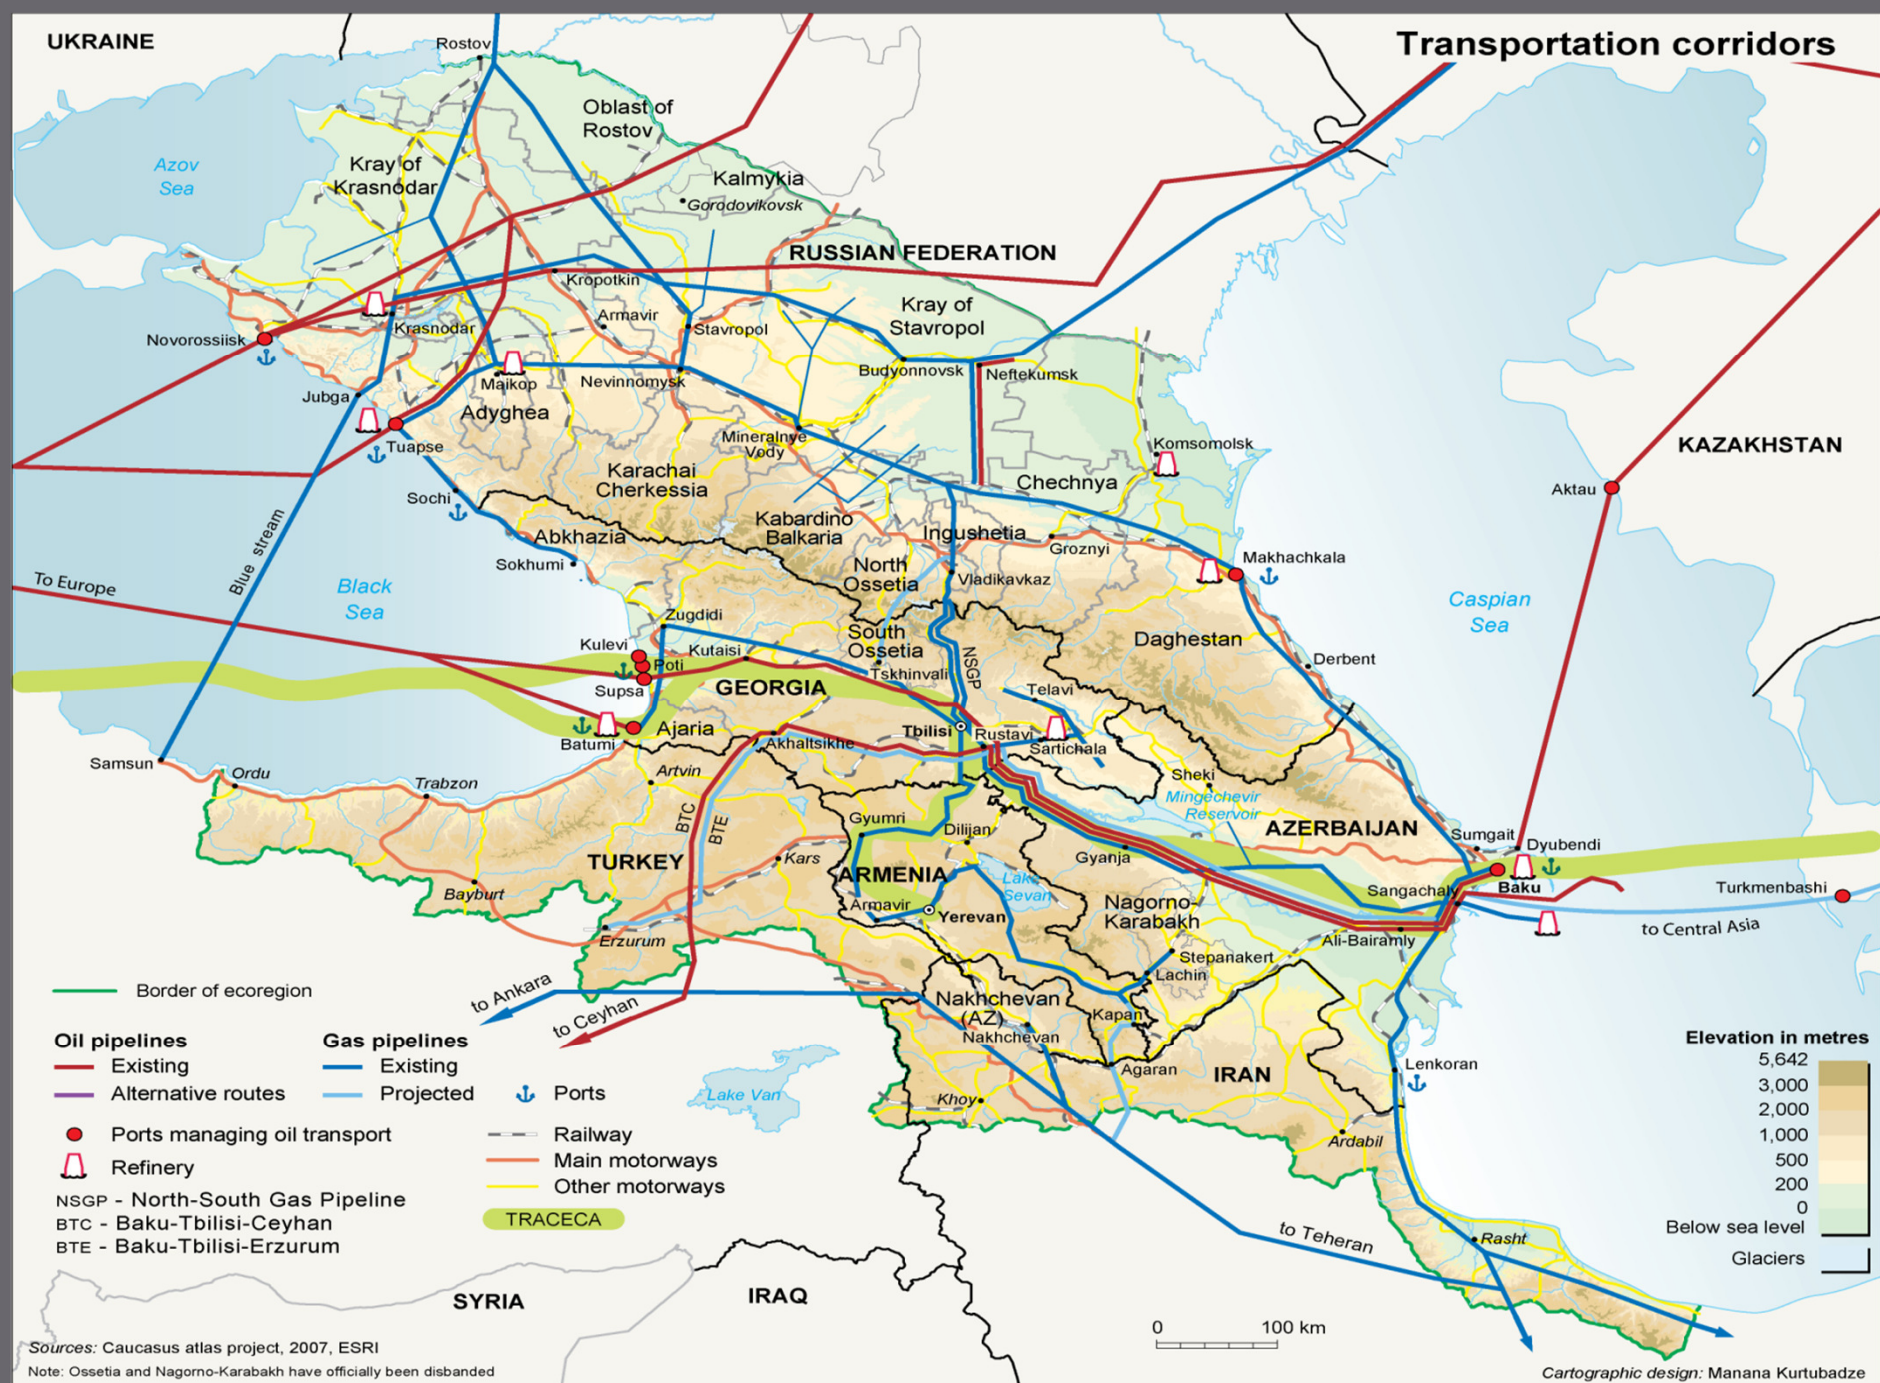 Transportation corridors
UKRAINE
Rostov
Oblast of
Rostov
Azov
Sea
Kray of
Krasnodar
Kalmykia
Gorodovikovsk
RUSSIAN FEDERATION
Kropotkin
Kray of
Stavropol
Novorossiisk
Krasnodar
Armavir
Stavropol
Jubga
Maikop
Nevinnomysk
Budyonnovsk
Neftekumsk
Adyghea
Tuapse
Mineralnye
Vody
Komsomolsk
KAZAKHSTAN
Karachai
Cherkessia
Chechnya
Aktau
Sochi
Blue stream
Abkhazia
Kabardino
Balkaria
Ingushetia
Groznyi
Makhachkala
Sokhumi
North
Ossetia
Vladikavkaz
To Europe
Black
Sea
Caspian
Sea
Zugdidi
South
Ossetia
NSGP
Daghestan
Kulevi
Poti
Kutaisi
Derbent
Supsa
GEORGIA
Tskhinvali
Telavi
Ajaria
Tbilisi
Rustavi
Batumi
Akhaltsikhe
Sartichala
Samsun
Ordu
Trabzon
Artvin
Sheki
Mingechevir
Reservoir
BTC
BTE
Gyumri
Dilijan
AZERBAIJAN
Sumgait
Dyubendi
TURKEY
Kars
Gyanja
Bayburt
ARMENIA
Lake
Sevan
Sangachaly
Baku
Turkmenbashi
Armavir
Yerevan
Nagorno-
Karabakh
Erzurum
Ali-Bairamly
to Central Asia
Stepanakert
Lachin
to Ankara
to Ceyhan
Nakhchevan
(AZ)
Nakhchevan
Kapan
Agaran
IRAN
Lenkoran
Lake Van
Khoy
Ardabil
to Teheran
Rasht
SYRIA
IRAQ
Border of ecoregion
Oil pipelines
Existing
Alternative routes
Gas pipelines
Existing
Projected
Ports
Ports managing oil transport
Refinery
Railway
Main motorways
Other motorways
TRACECA
NSGP - North-South Gas Pipeline
BTC - Baku-Tbilisi-Ceyhan
BTE - Baku-Tbilisi-Erzurum
Elevation in metres
5,642
3,000
2,000
1,000
500
200
0
Below sea level
Glaciers
0 100 km
Sources: Caucasus atlas project, 2007, ESRI
Note: Ossetia and Nagorno-Karabakh have officially been disbanded
Cartographic design: Manana Kurtubadze